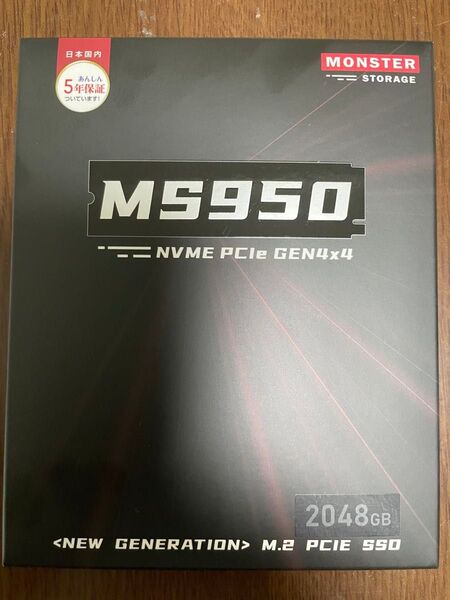 日本国内
あんしん
5年保証
ついています!
MONSTER
STORAGE
MS950
NVME PCIe GEN4x4
2048GB
<NEW GENERATION> M.2 PCIE SSD